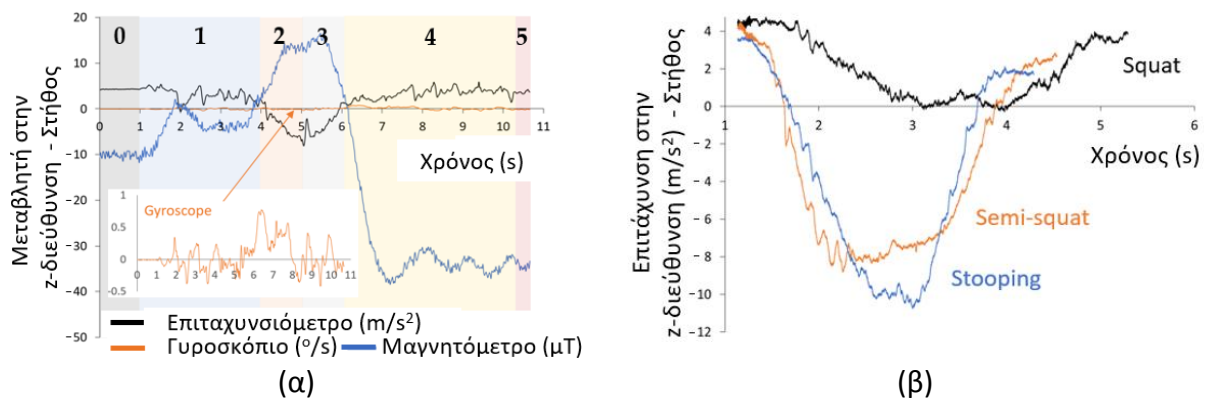 Μεταβλητή στην
z-διεύθυνση - Στήθος
20
10
0
−10
−20
−30
−40
−50
0 1 2 3 4 5
0 1 2 3 4 5 6 7 8 9 10 11
Χρόνος (s)
Gyroscope
1
0.5
0
−0.5
1 2 3 4 5 6 7 8 9 10 11
Επιταχυνσιόμετρο (m/s²)
Γυροσκόπιο (°/s) Μαγνητόμετρο (μT)
(α)
Επιτάχυνση στην
z-διεύθυνση (m/s²) - Στήθος
4
2
0
−2
−4
−6
−8
−10
−12
1 2 3 4 5 6
Squat
Χρόνος (s)
Semi-squat
Stooping
(β)